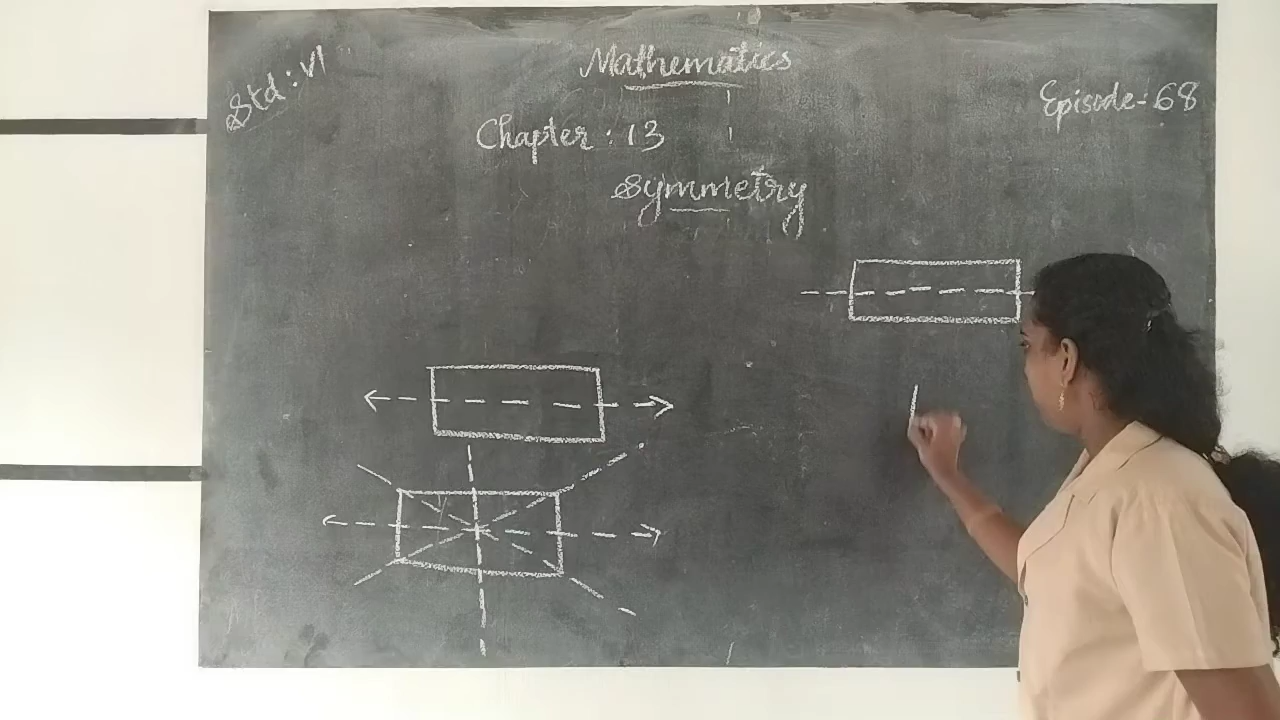 Std : VI
Mathematics
Episode - 68
Chapter : 13
Symmetry